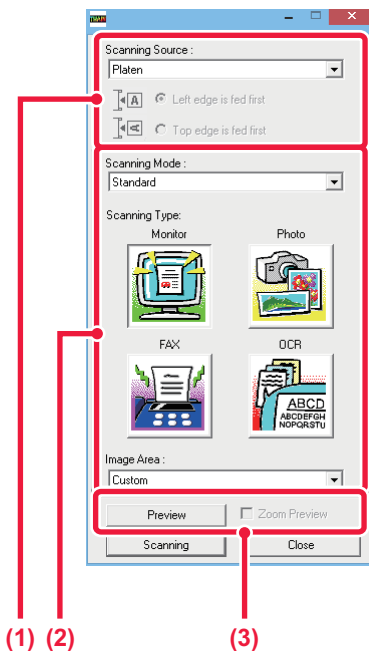 TWAIN
Scanning Source :
Platen
A Left edge is fed first
A Top edge is fed first
Scanning Mode :
Standard
Scanning Type:
Monitor Photo
FAX OCR
ABCD
ABCDEFGH
NOPQRSTU
Image Area :
Custom
Preview Zoom Preview
Scanning Close
(1) (2) (3)